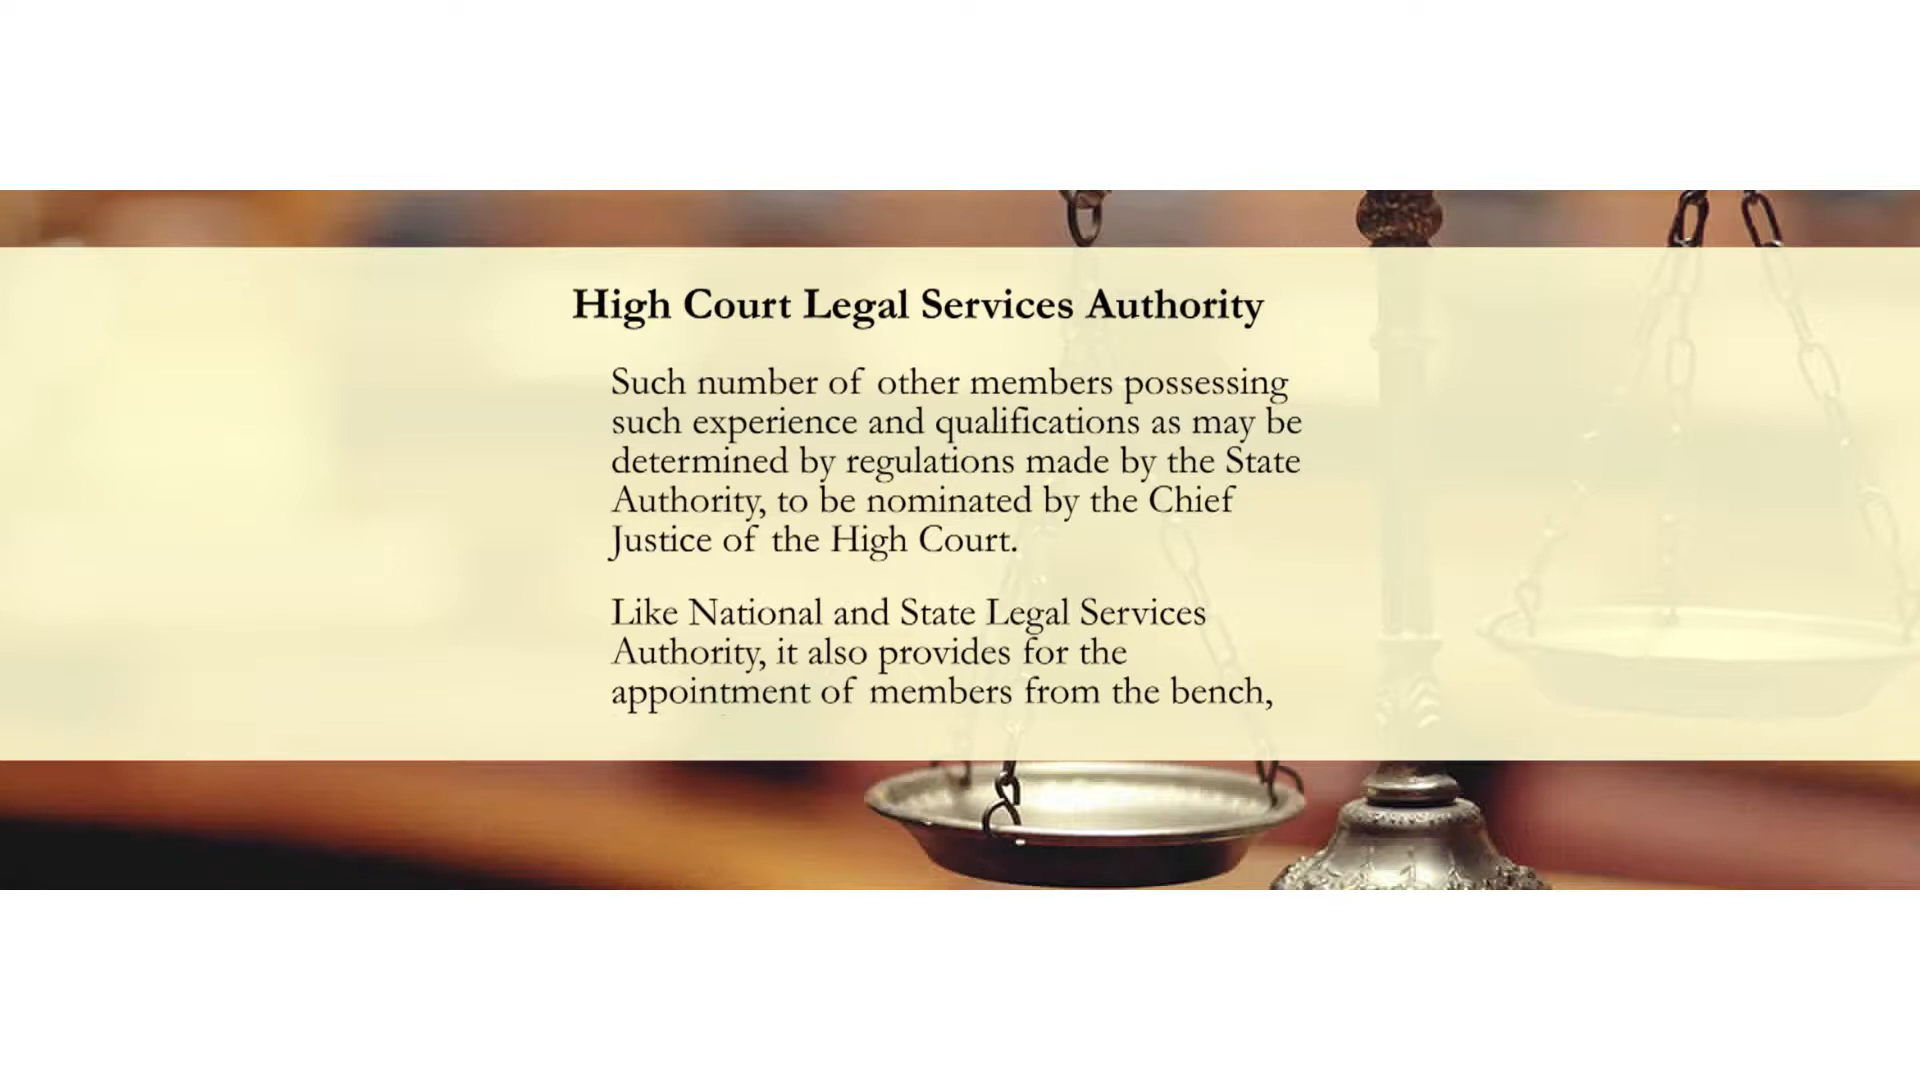 High Court Legal Services Authority
Such number of other members possessing
such experience and qualifications as may be
determined by regulations made by the State
Authority, to be nominated by the Chief
Justice of the High Court.
Like National and State Legal Services
Authority, it also provides for the
appointment of members from the bench,